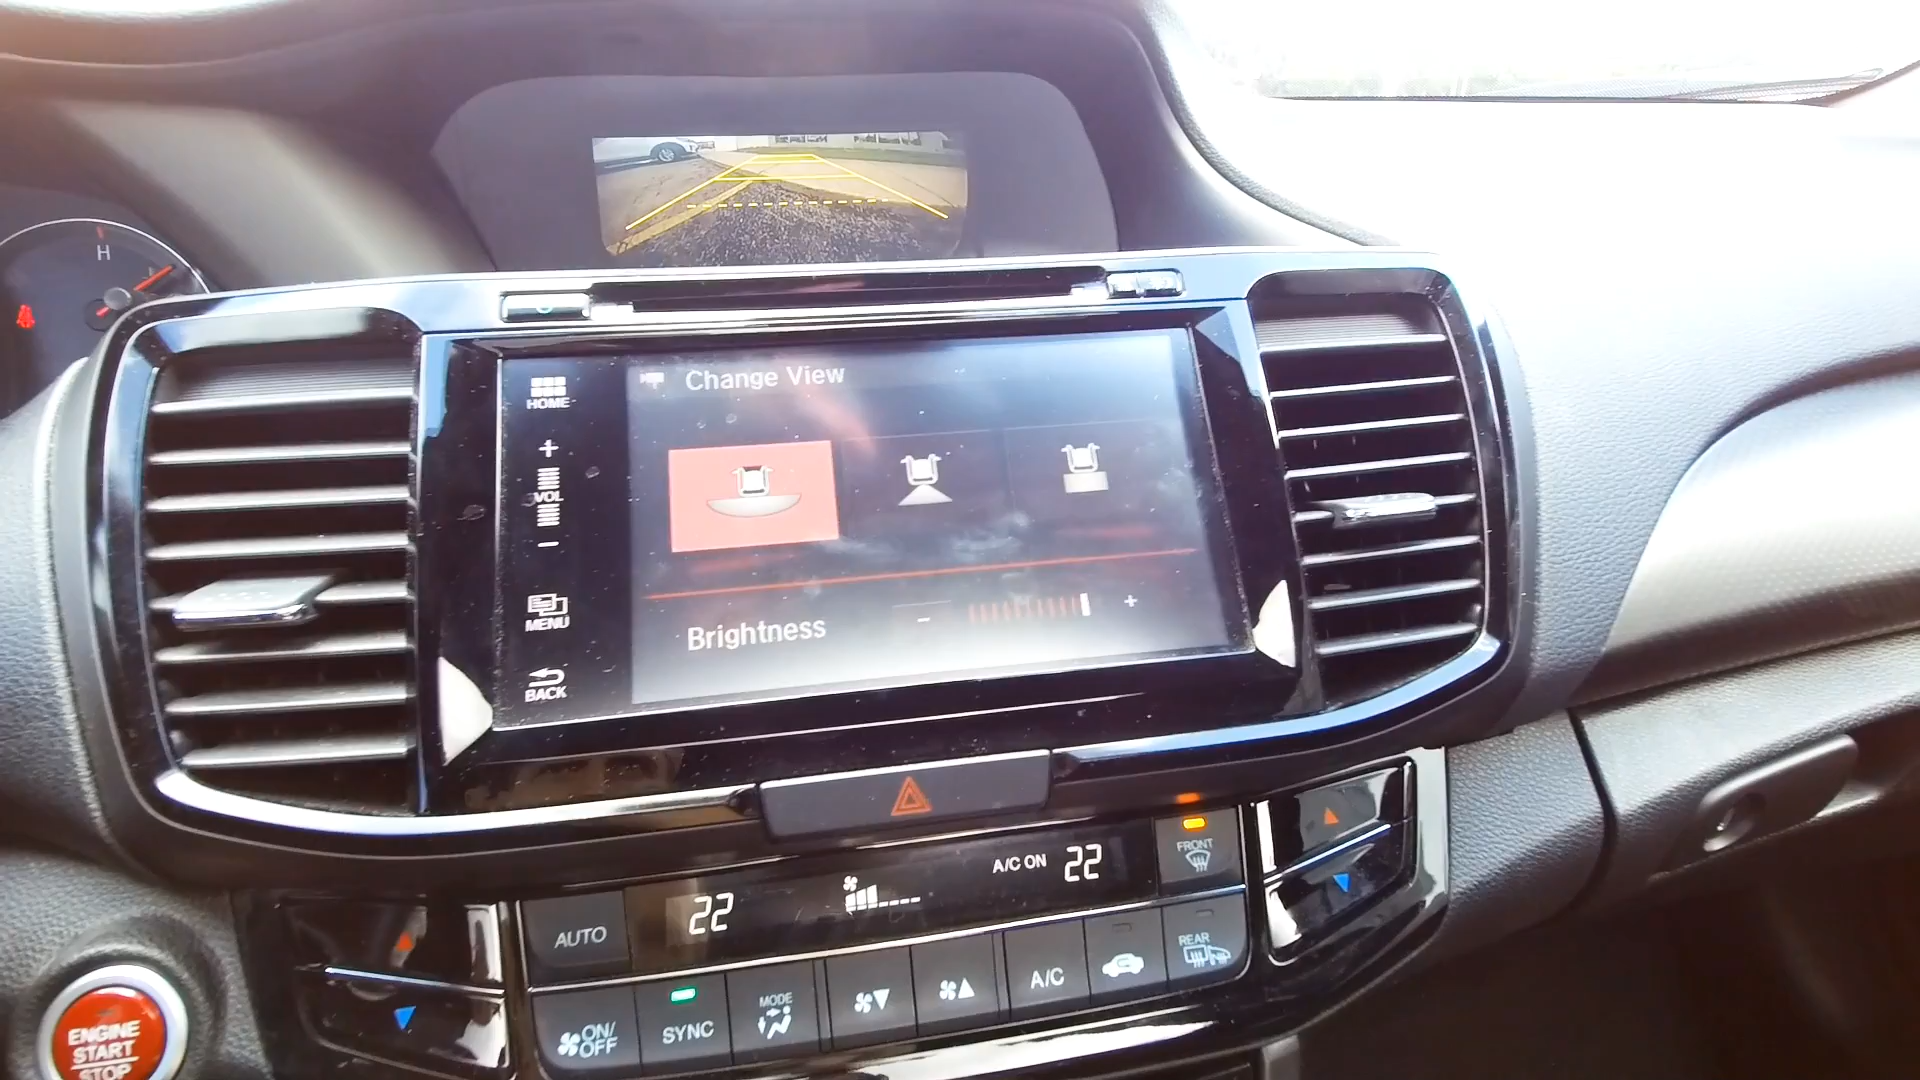 H
HOME
Change View
+
VOL
−
MENU
BACK
Brightness
− +
A/C ON 22
22
FRONT
AUTO
REAR
ON/
OFF
SYNC
MODE
A/C
ENGINE
START
STOP